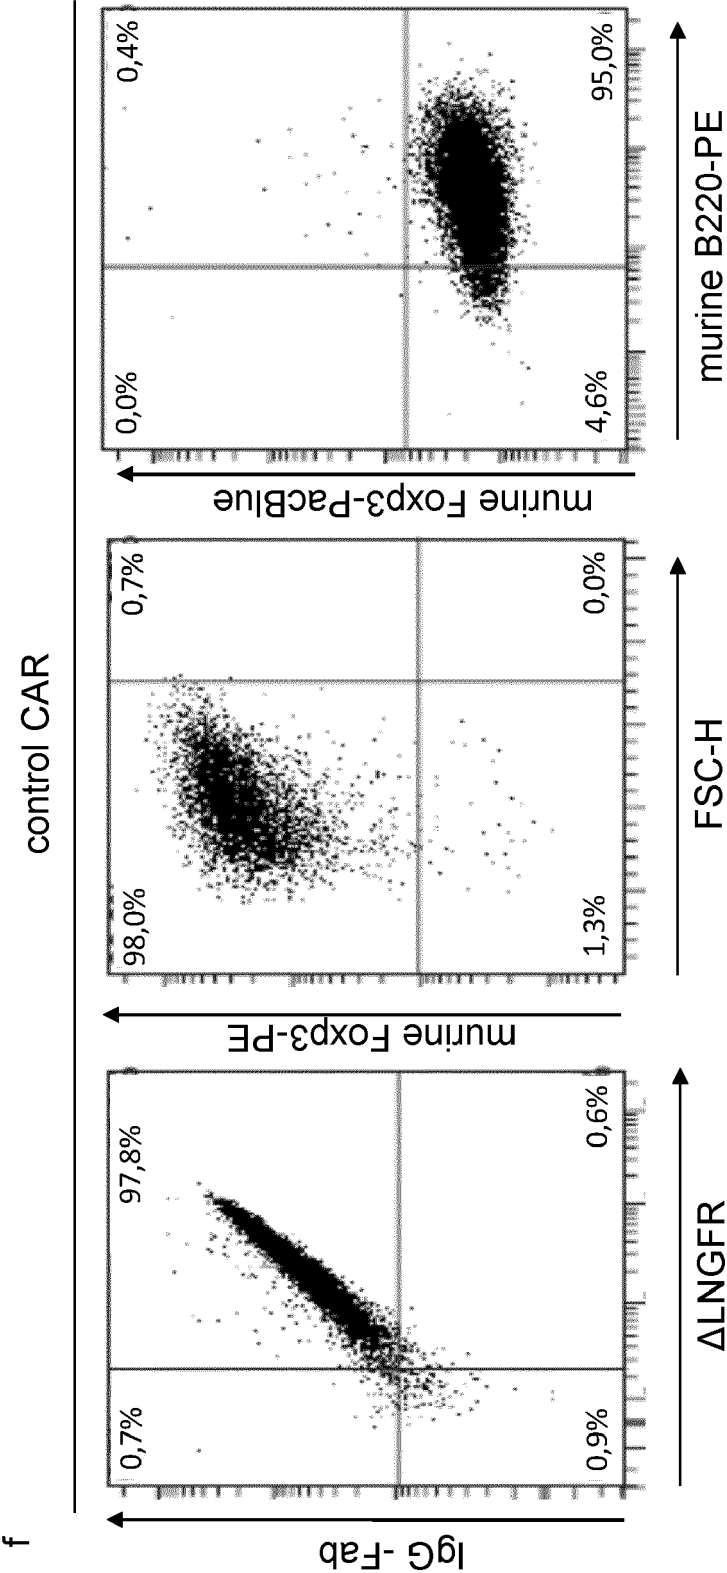 f
control CAR
IgG -Fab
0,7%
97,8%
0,9%
0,6%
ΔLNGFR
murine Foxp3-PE
98,0%
0,7%
1,3%
0,0%
FSC-H
murine Foxp3-PacBlue
0,0%
0,4%
4,6%
95,0%
murine B220-PE